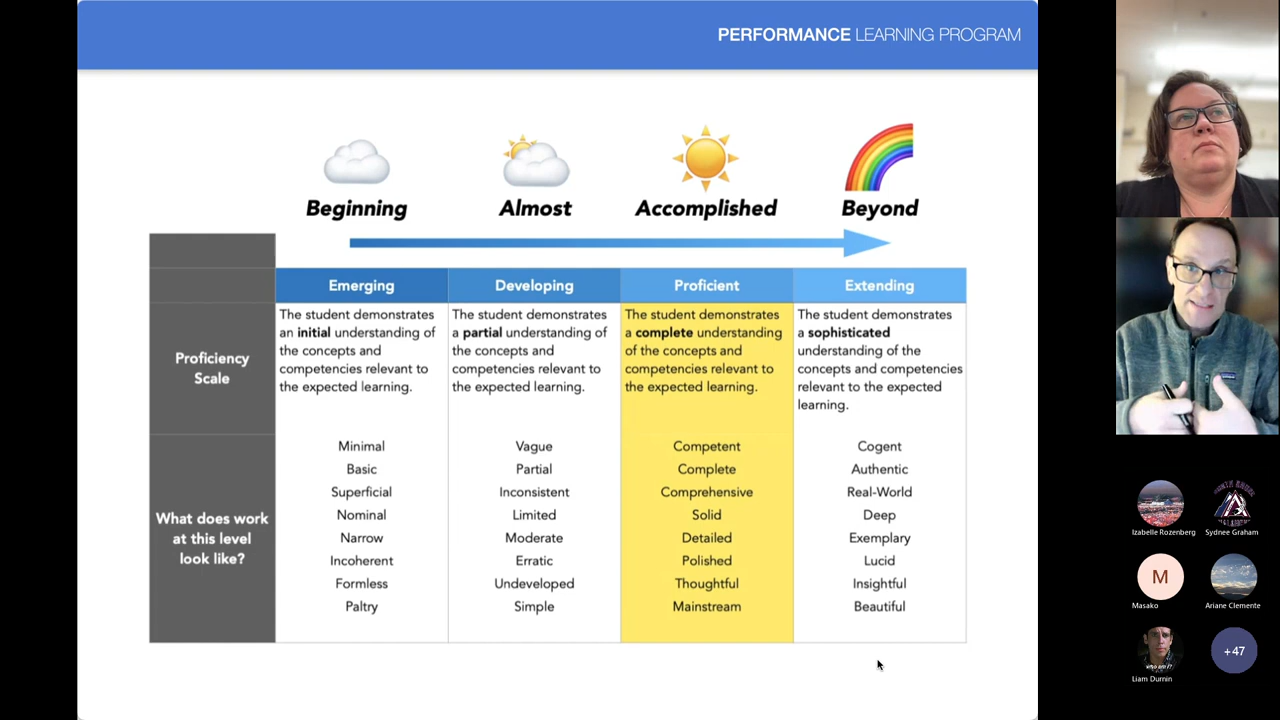 PERFORMANCE LEARNING PROGRAM
Beginning
Almost
Accomplished
Beyond
Emerging
Developing
Proficient
Extending
Proficiency
Scale
The student demonstrates
an initial understanding of
the concepts and
competencies relevant to
the expected learning.
The student demonstrates
a partial understanding of
the concepts and
competencies relevant to
the expected learning.
The student demonstrates
a complete understanding
of the concepts and
competencies relevant to
the expected learning.
The student demonstrates
a sophisticated
understanding of the
concepts and competencies
relevant to the expected
learning.
What does work
at this level
look like?
Minimal
Basic
Superficial
Nominal
Narrow
Incoherent
Formless
Paltry
Vague
Partial
Inconsistent
Limited
Moderate
Erratic
Undeveloped
Simple
Competent
Complete
Comprehensive
Solid
Detailed
Polished
Thoughtful
Mainstream
Cogent
Authentic
Real-World
Deep
Exemplary
Lucid
Insightful
Beautiful
Izabelle Rozenberg
Sydnee Graham
M
Masako
Ariane Clemente
Liam Durnin
+47